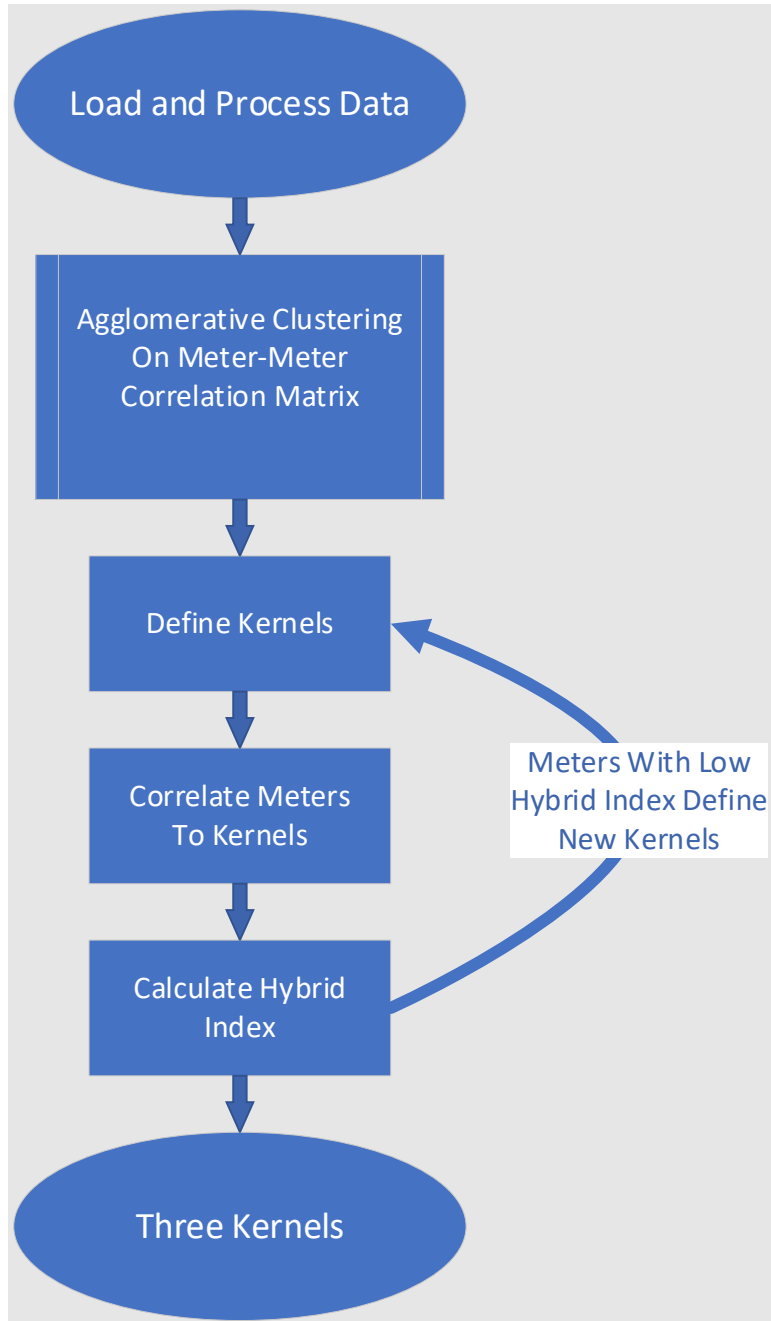 Load and Process Data
Agglomerative Clustering
On Meter-Meter
Correlation Matrix
Define Kernels
Correlate Meters
To Kernels
Meters With Low
Hybrid Index Define
New Kernels
Calculate Hybrid
Index
Three Kernels